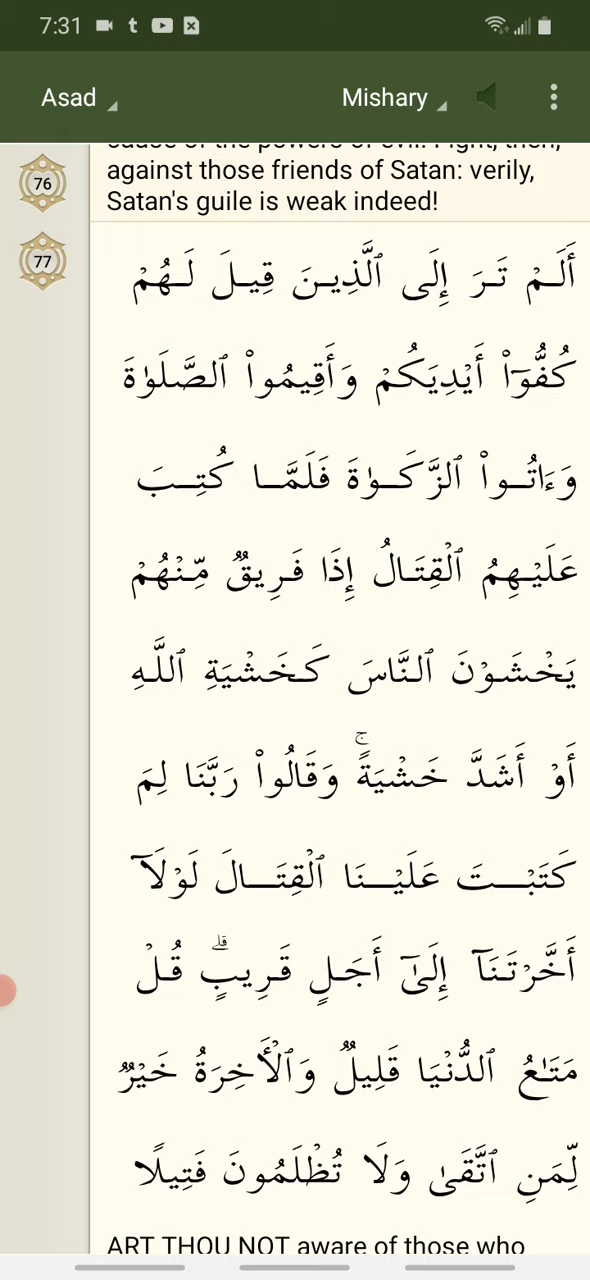 7:31
Asad Mishary
76
against those friends of Satan: verily,
Satan's guile is weak indeed!
77
أَلَمْ تَرَ إِلَى ٱلَّذِينَ قِيلَ لَهُمْ
كُفُّوٓا۟ أَيْدِيَكُمْ وَأَقِيمُوا۟ ٱلصَّلَوٰةَ
وَءَاتُوا۟ ٱلزَّكَوٰةَ فَلَمَّا كُتِبَ
عَلَيْهِمُ ٱلْقِتَالُ إِذَا فَرِيقٌ مِّنْهُمْ
يَخْشَوْنَ ٱلنَّاسَ كَخَشْيَةِ ٱللَّهِ
أَوْ أَشَدَّ خَشْيَةً ۚ وَقَالُوا۟ رَبَّنَا لِمَ
كَتَبْتَ عَلَيْنَا ٱلْقِتَالَ لَوْلَآ
أَخَّرْتَنَآ إِلَىٰٓ أَجَلٍ قَرِيبٍ ۗ قُلْ
مَتَـٰعُ ٱلدُّنْيَا قَلِيلٌ وَٱلْـَٔاخِرَةُ خَيْرٌ
لِّمَنِ ٱتَّقَىٰ وَلَا تُظْلَمُونَ فَتِيلًا
ART THOU NOT aware of those who